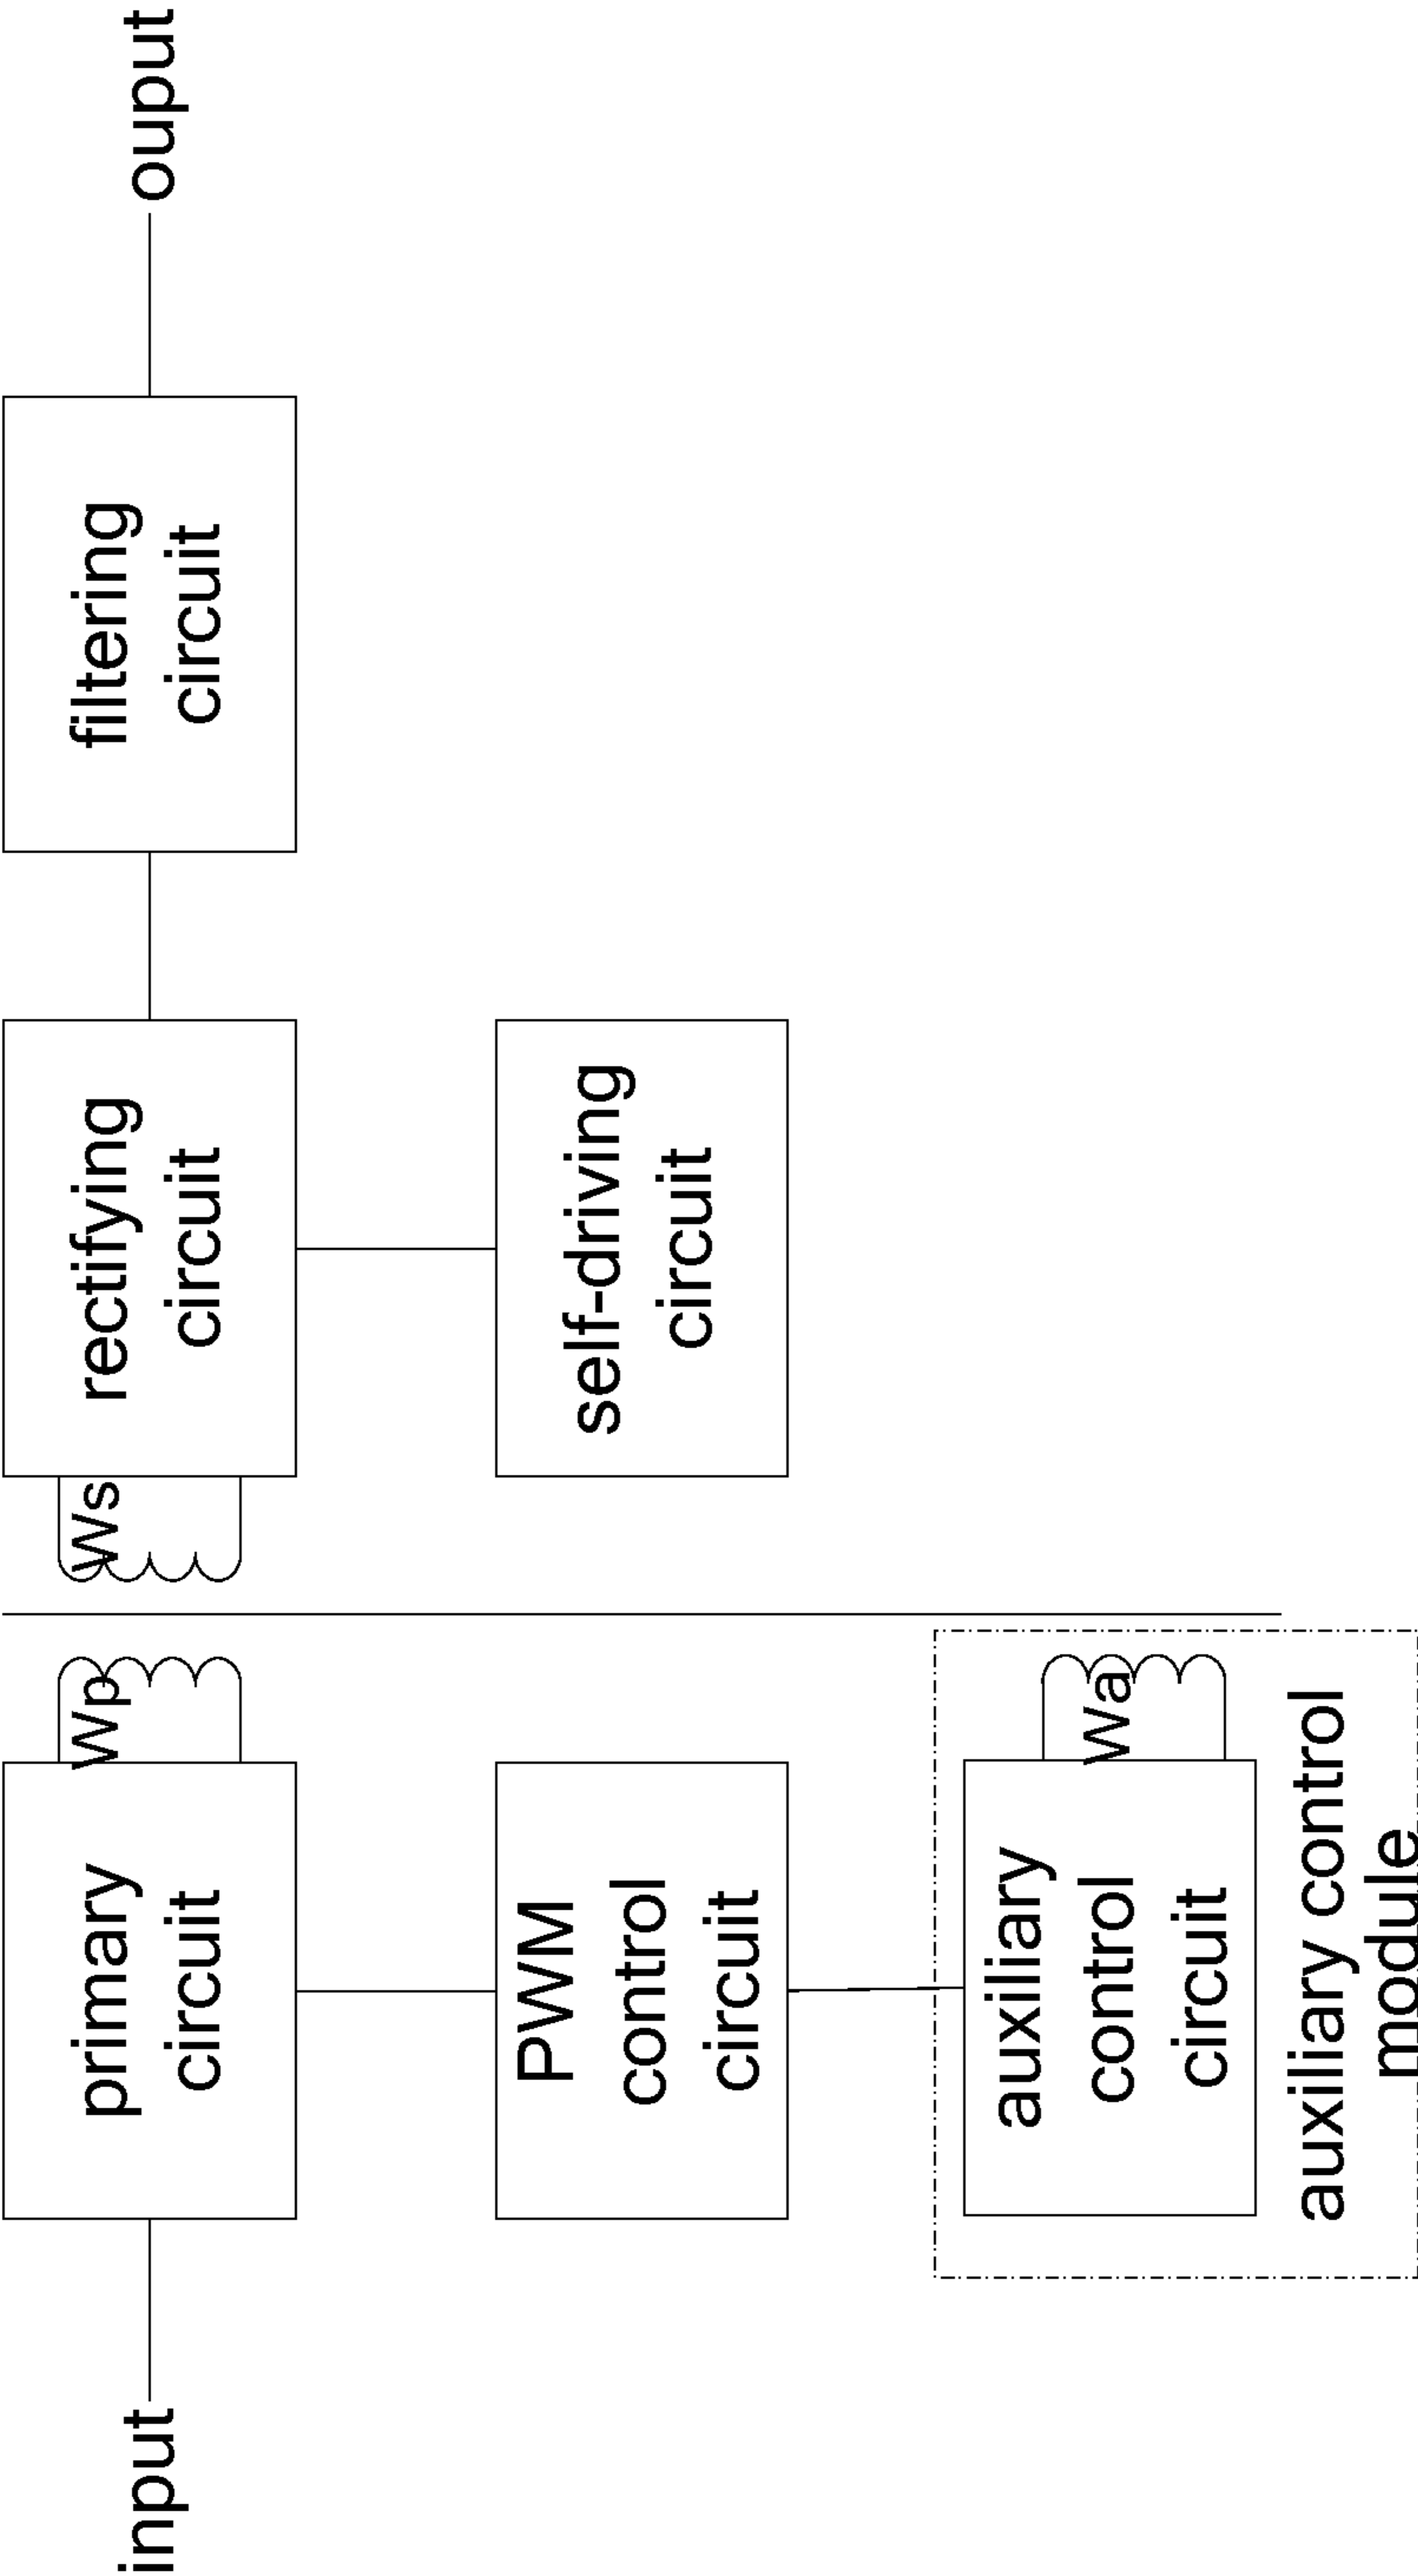 input
primary
circuit
Wp
Ws
rectifying
circuit
filtering
circuit
ouput
PWM
control
circuit
self-driving
circuit
auxiliary
control
circuit
Wa
auxiliary control
module